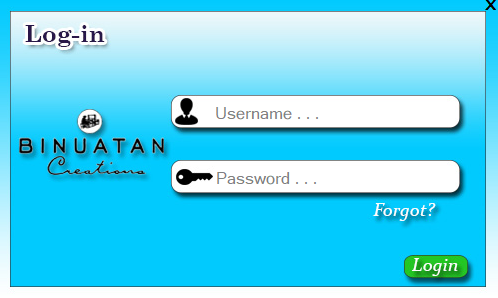 X
Log-in
Username . . .
BINUATAN
Creations
Password . . .
Forgot?
Login